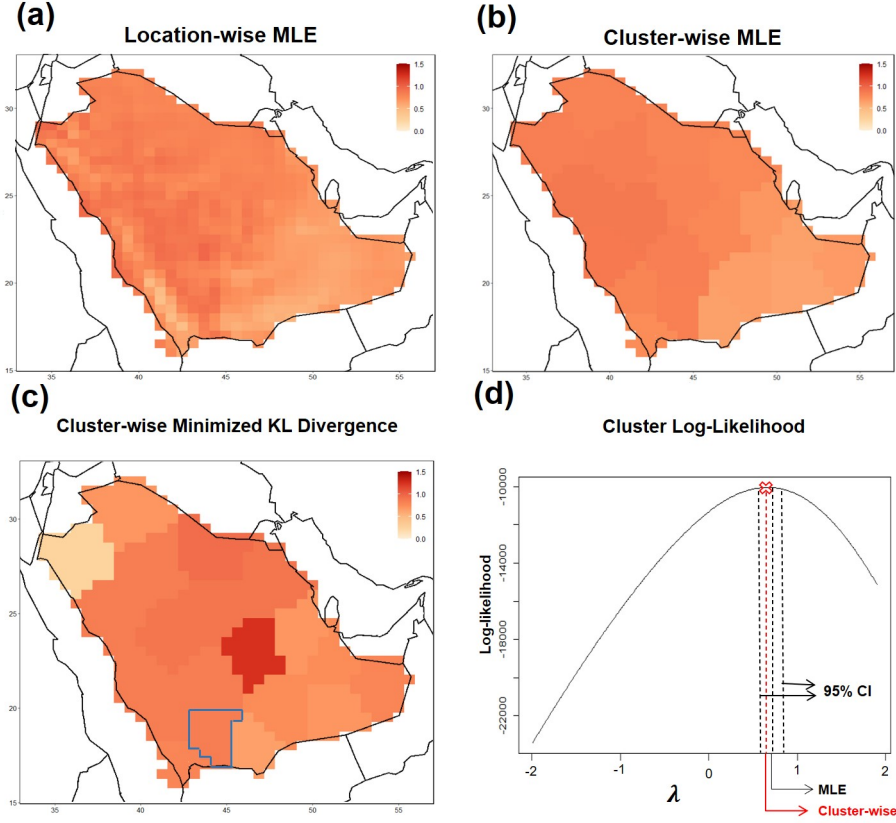 (a)
Location-wise MLE
1.5
1.0
0.5
0.0
30
25
20
15
35 40 45 50 55
(b)
Cluster-wise MLE
1.5
1.0
0.5
0.0
30
25
20
15
35 40 45 50 55
(c)
Cluster-wise Minimized KL Divergence
1.5
1.0
0.5
0.0
30
25
20
15
35 40 45 50 55
(d)
Cluster Log-Likelihood
Log-likelihood
-10000
-14000
-18000
-22000
95% CI
-2 -1 0 1 2
λ
MLE
Cluster-wise